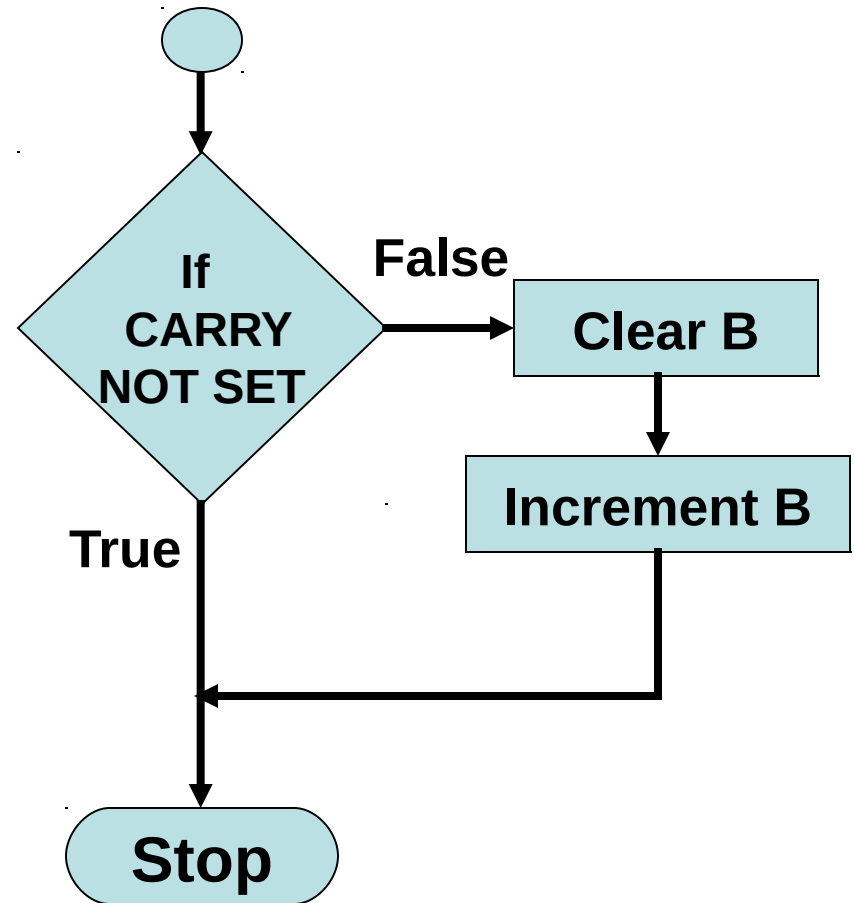 If
CARRY
NOT SET
False
Clear B
Increment B
True
Stop